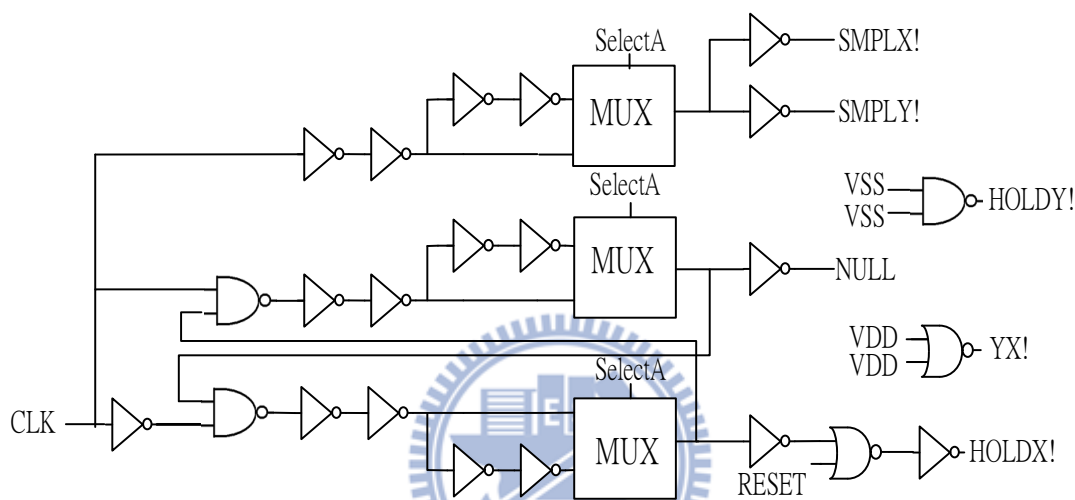 SelectA
SMPLX!
MUX
SMPLY!
SelectA
VSS
VSS
HOLDY!
MUX
NULL
VDD
VDD
YX!
SelectA
CLK
MUX
HOLDX!
RESET